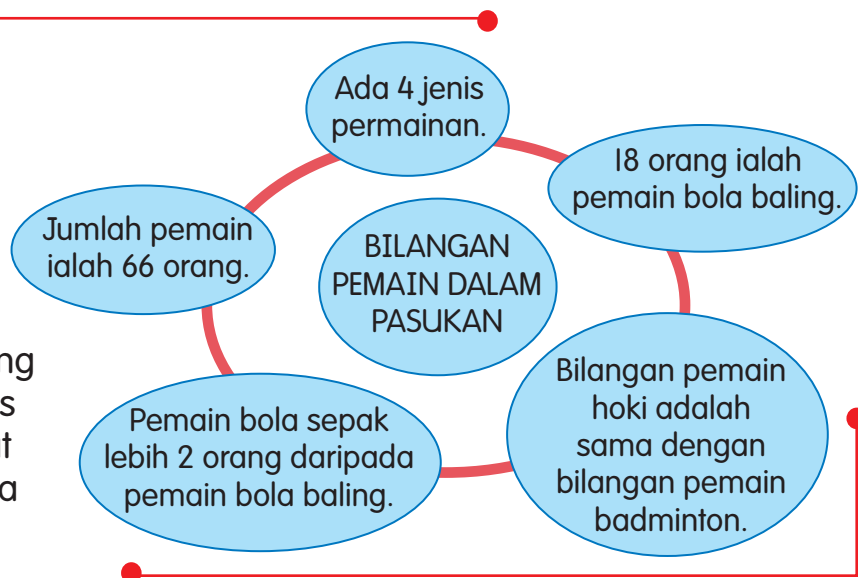 Ada 4 jenis
permainan.
18 orang ialah
pemain bola baling.
Bilangan pemain
hoki adalah
sama dengan
bilangan pemain
badminton.
Pemain bola sepak
lebih 2 orang daripada
pemain bola baling.
Jumlah pemain
ialah 66 orang.
BILANGAN
PEMAIN DALAM
PASUKAN